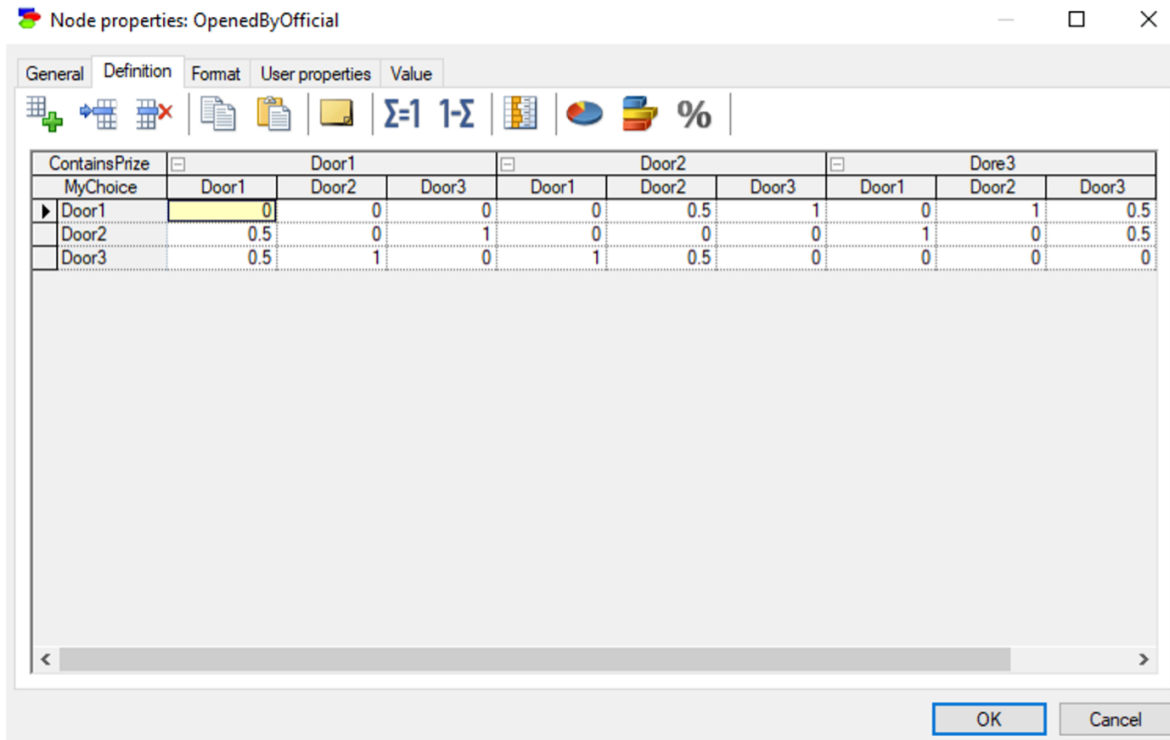 Node properties: OpenedByOfficial
General Definition Format User properties Value
Σ=1 1-Σ %
ContainsPrize Door1 Door2 Dore3
MyChoice Door1 Door2 Door3 Door1 Door2 Door3 Door1 Door2 Door3
Door1 0 0 0 0 0.5 1 0 1 0.5
Door2 0.5 0 1 0 0 0 1 0 0.5
Door3 0.5 1 0 1 0.5 0 0 0 0
OK Cancel